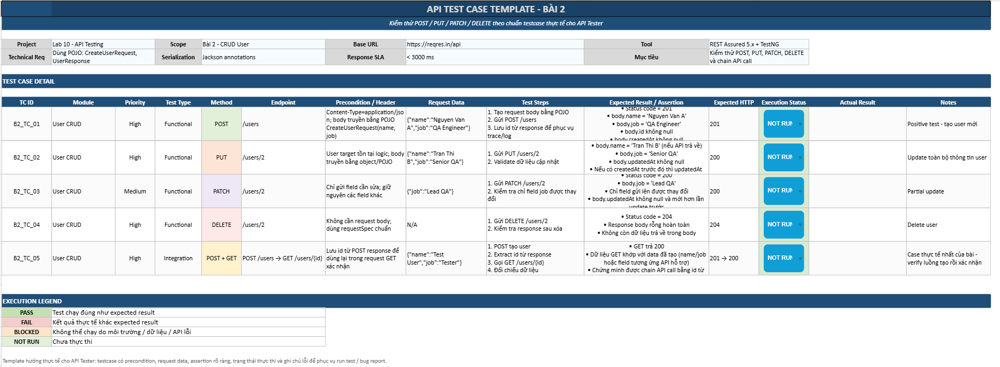 API TEST CASE TEMPLATE - BÀI 2
Kiểm thử POST / PUT / PATCH / DELETE theo chuẩn testcase thực tế cho API Tester
Project Lab 10 - API Testing Scope Bài 2 - CRUD User Base URL https://reqres.in/api Tool REST Assured 5.x + TestNG
Technical Req
Dùng POJO: CreateUserRequest,
UserResponse
Serialization Jackson annotations Response SLA < 3000 ms Mục tiêu
Kiểm thử POST, PUT, PATCH, DELETE
và chain API call
TEST CASE DETAIL
TC ID Module Priority Test Type Method Endpoint Precondition / Header Request Data Test Steps Expected Result / Assertion Expected HTTP Execution Status Actual Result Notes
B2_TC_01 User CRUD High Functional POST /users
Content-Type=application/jso
n; body truyền bằng POJO
CreateUserRequest(name,
job)
{"name":"Nguyen Van
A","job":"QA Engineer"}
1. Tạo request body bằng POJO
2. Gửi POST /users
3. Lưu id từ response để phục vụ
trace/log
• Status code = 201
• body.name = 'Nguyen Van A'
• body.job = 'QA Engineer'
• body.id không null
• body.createdAt không null
201 NOT RUN Positive test - tạo user mới
B2_TC_02 User CRUD High Functional PUT /users/2
User target tồn tại logic; body
truyền bằng object/POJO
{"name":"Tran Thi
B","job":"Senior QA"}
1. Gửi PUT /users/2
2. Validate dữ liệu cập nhật
• body.name = 'Tran Thi B' (nếu API trả về)
• body.job = 'Senior QA'
• body.updatedAt không null
• Nếu có createdAt trước đó thì updatedAt
200 NOT RUN Update toàn bộ thông tin user
B2_TC_03 User CRUD Medium Functional PATCH /users/2
Chỉ gửi field cần sửa; giữ
nguyên các field khác
{"job":"Lead QA"}
1. Gửi PATCH /users/2
2. Kiểm tra chỉ field job được thay
đổi
• Status code = 200
• body.job = 'Lead QA'
• Chỉ field gửi lên được thay đổi
• body.updatedAt không null và mới hơn lần
update trước
200 NOT RUN Partial update
B2_TC_04 User CRUD High Functional DELETE /users/2
Không cần request body;
dùng requestSpec chuẩn
N/A
1. Gửi DELETE /users/2
2. Kiểm tra response sau xóa
• Status code = 204
• Response body rỗng hoàn toàn
• Không còn dữ liệu trả về trong body
204 NOT RUN Delete user
B2_TC_05 User CRUD High Integration POST + GET POST /users → GET /users/{id}
Lưu id từ POST response để
dùng lại trong request GET
xác nhận
{"name":"Test
User","job":"Tester"}
1. POST tạo user
2. Extract id từ response
3. Gọi GET /users/{id}
4. Đối chiếu dữ liệu
• GET trả 200
• Dữ liệu GET khớp với data đã tạo (name/job
hoặc field tương ứng API hỗ trợ)
• Chứng minh được chain API call bằng id từ
201 → 200 NOT RUN
Case thực tế nhất của bài -
verify luồng tạo rồi xác nhận
EXECUTION LEGEND
PASS Test chạy đúng như expected result
FAIL Kết quả thực tế khác expected result
BLOCKED Không thể chạy do môi trường / dữ liệu / API lỗi
NOT RUN Chưa thực thi
Template hướng thực tế cho API Tester: testcase có precondition, request data, assertion rõ ràng, trạng thái thực thi và ghi chú lỗi để phục vụ run test / bug report.